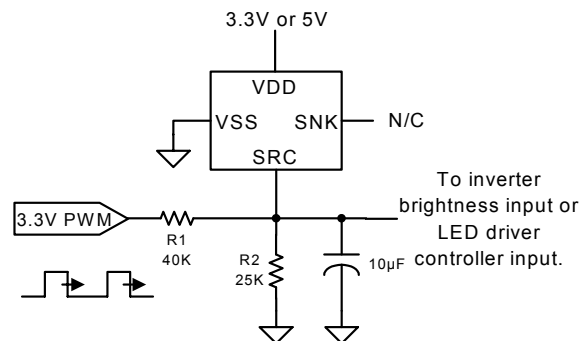 3.3V or 5V
VDD
VSS
SNK
N/C
SRC
3.3V PWM
R1
40K
R2
25K
10µF
To inverter
brightness input or
LED driver
controller input.